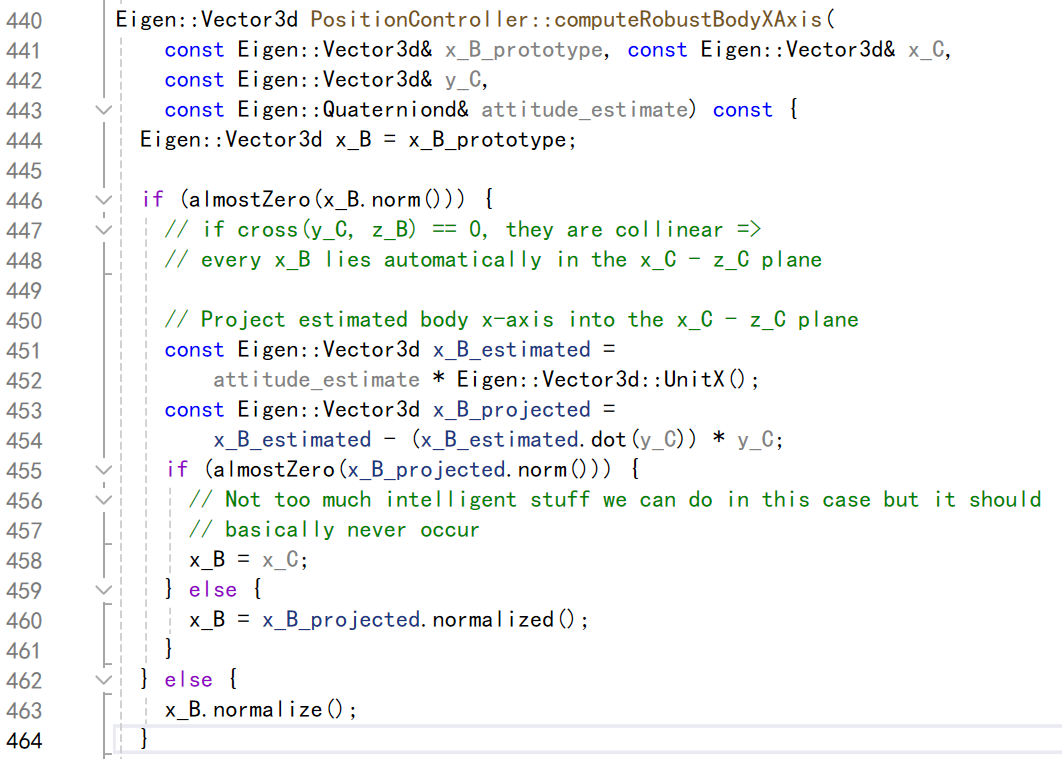 440 Eigen::Vector3d PositionController::computeRobustBodyXAxis(
441 const Eigen::Vector3d& x_B_prototype, const Eigen::Vector3d& x_C,
442 const Eigen::Vector3d& y_C,
443 const Eigen::Quaterniond& attitude_estimate) const {
444 Eigen::Vector3d x_B = x_B_prototype;
445
446 if (almostZero(x_B.norm())) {
447 // if cross(y_C, z_B) == 0, they are collinear =>
448 // every x_B lies automatically in the x_C - z_C plane
449
450 // Project estimated body x-axis into the x_C - z_C plane
451 const Eigen::Vector3d x_B_estimated =
452 attitude_estimate * Eigen::Vector3d::UnitX();
453 const Eigen::Vector3d x_B_projected =
454 x_B_estimated - (x_B_estimated.dot(y_C)) * y_C;
455 if (almostZero(x_B_projected.norm())) {
456 // Not too much intelligent stuff we can do in this case but it should
457 // basically never occur
458 x_B = x_C;
459 } else {
460 x_B = x_B_projected.normalized();
461 }
462 } else {
463 x_B.normalize();
464 }